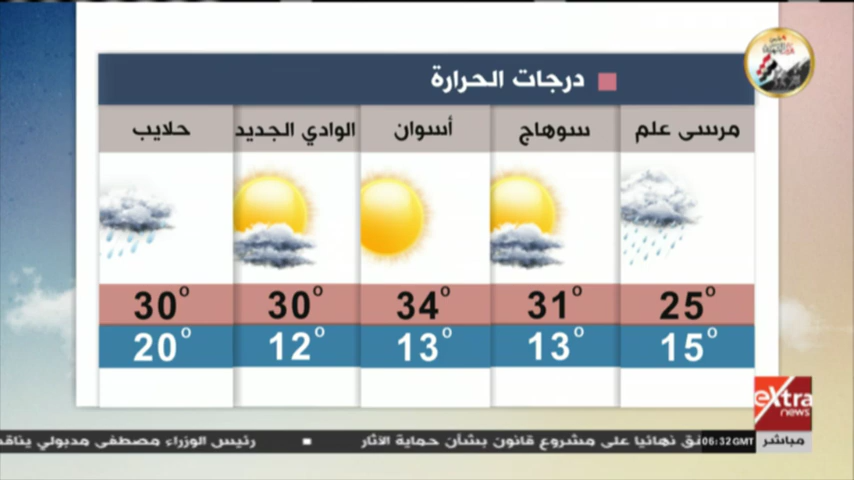 درجات الحرارة
مرسى علم
سوهاج
أسوان
الوادي الجديد
حلايب
25° 31° 34° 30° 30°
15° 13° 13° 12° 20°
eXtra
news
مباشر
06:32 GMT
نهائيا على مشروع قانون بشأن حماية الآثار ■ رئيس الوزراء مصطفى مدبولي